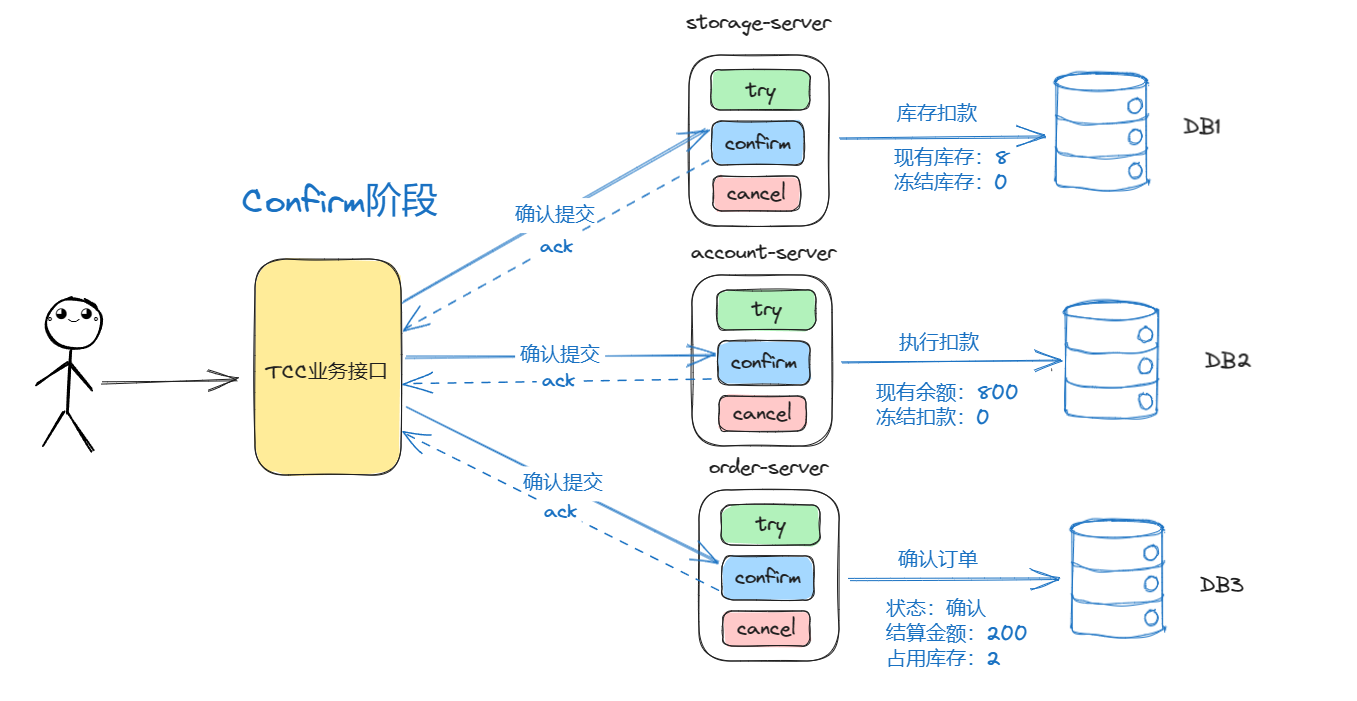 storage-server
try
confirm
cancel
库存扣款
现有库存：8
冻结库存：0
DB1
Confirm阶段
确认提交
ack
TCC业务接口
account-server
try
confirm
cancel
确认提交
ack
执行扣款
现有余额：800
冻结扣款：0
DB2
order-server
try
confirm
cancel
确认提交
ack
确认订单
状态：确认
结算金额：200
占用库存：2
DB3